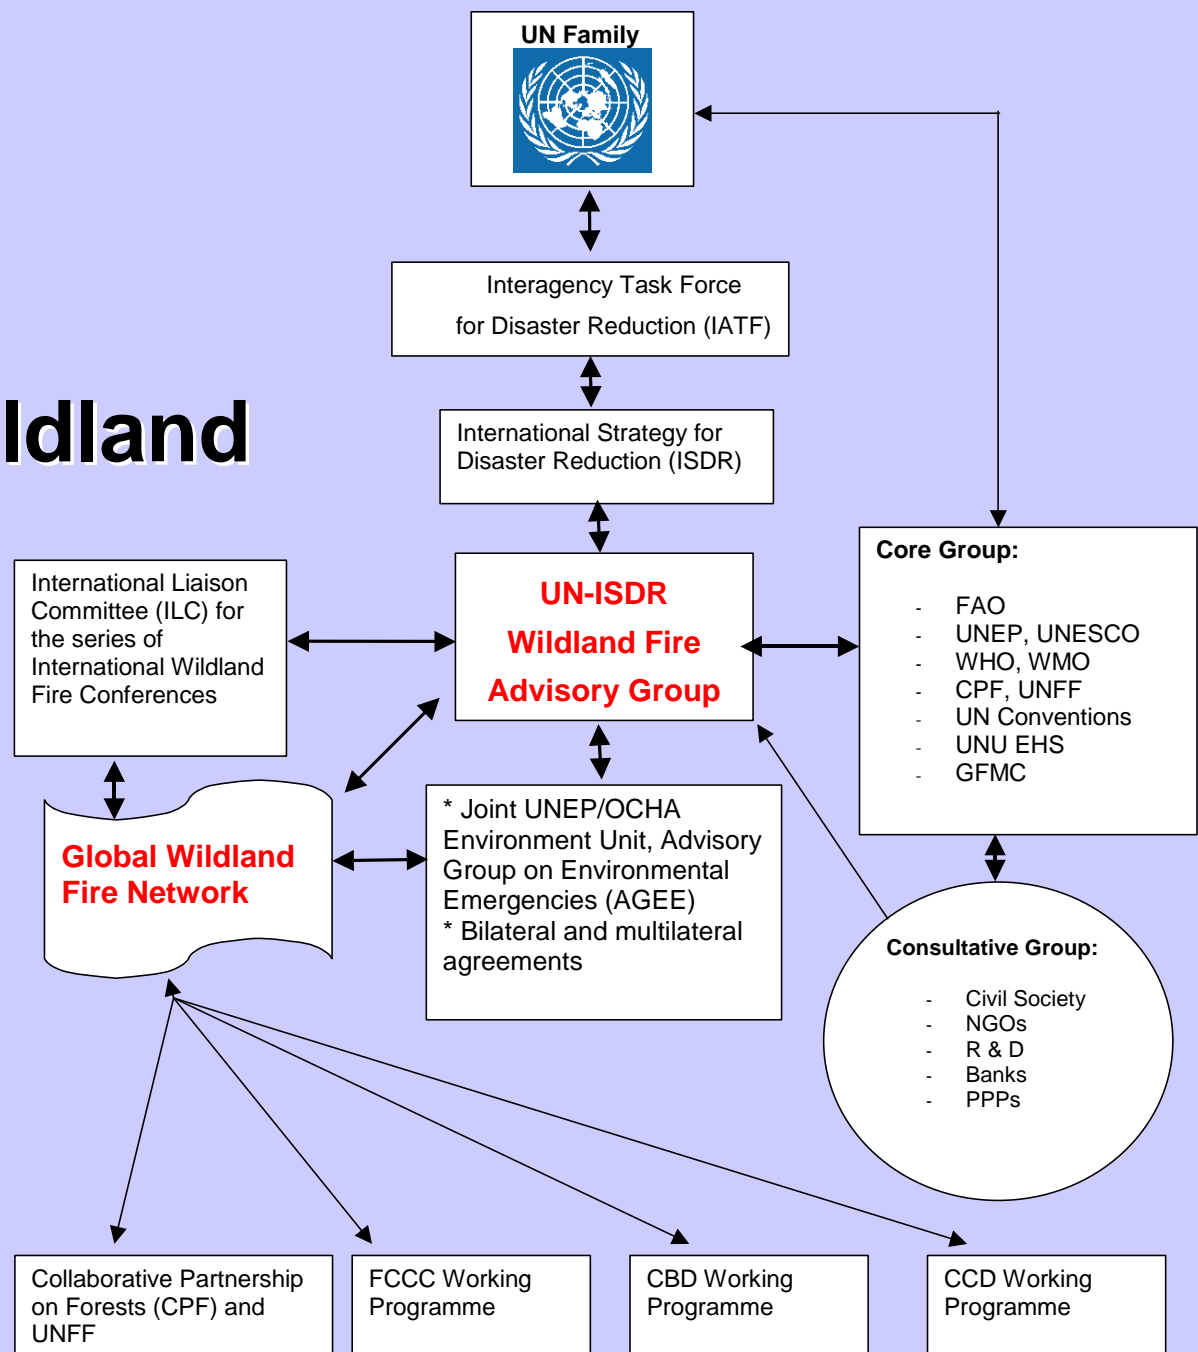 UN Family
Interagency Task Force
for Disaster Reduction (IATF)
ldland
International Strategy for
Disaster Reduction (ISDR)
International Liaison
Committee (ILC) for
the series of
International Wildland
Fire Conferences
UN-ISDR
Wildland Fire
Advisory Group
Core Group:
- FAO
- UNEP, UNESCO
- WHO, WMO
- CPF, UNFF
- UN Conventions
- UNU EHS
- GFMC
Global Wildland
Fire Network
* Joint UNEP/OCHA
Environment Unit, Advisory
Group on Environmental
Emergencies (AGEE)
* Bilateral and multilateral
agreements
Consultative Group:
- Civil Society
- NGOs
- R & D
- Banks
- PPPs
Collaborative Partnership
on Forests (CPF) and
UNFF
FCCC Working
Programme
CBD Working
Programme
CCD Working
Programme